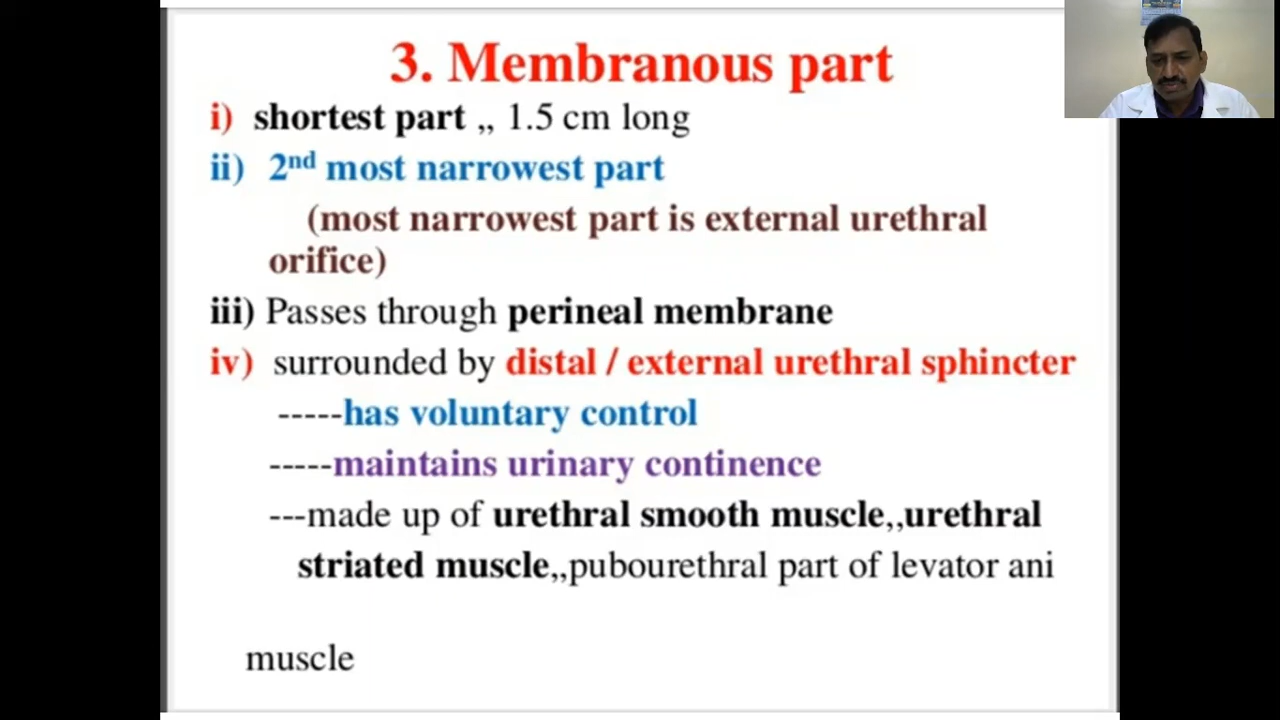 3. Membranous part
i) shortest part ,, 1.5 cm long
ii) 2nd most narrowest part
(most narrowest part is external urethral
orifice)
iii) Passes through perineal membrane
iv) surrounded by distal / external urethral sphincter
-----has voluntary control
-----maintains urinary continence
---made up of urethral smooth muscle,,urethral
striated muscle,,pubourethral part of levator ani
muscle